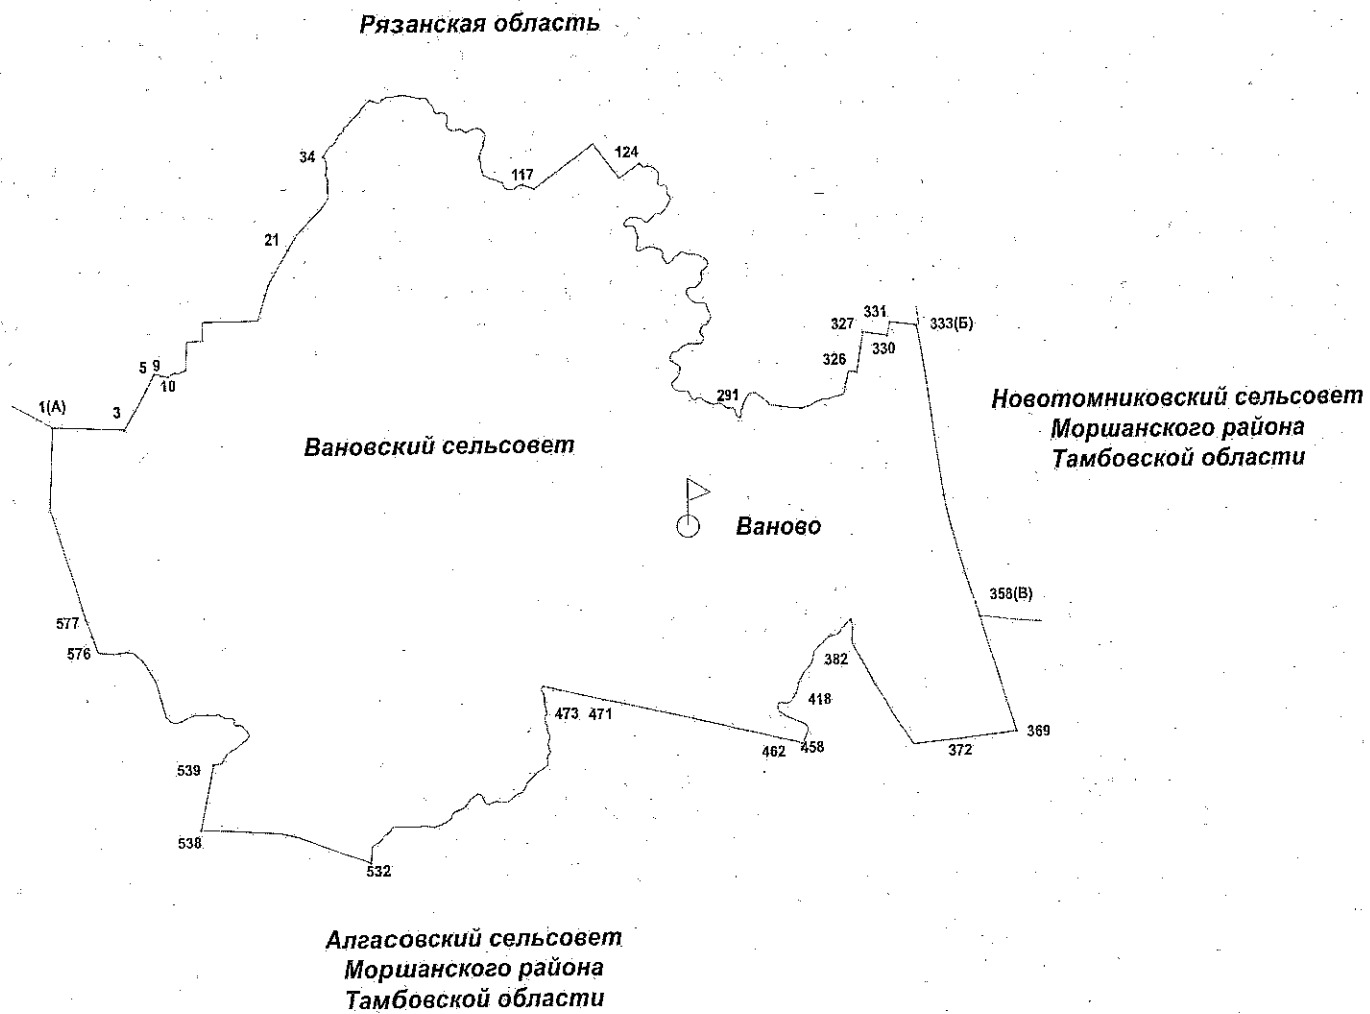 Рязанская область
34
117
124
21
331
327
333(Б)
330
326
5 9
10
291
1(А)
3
Новотомниковский сельсовет
Моршанского района
Тамбовской области
Вановский сельсовет
Ваново
358(В)
577
576
382
418
473 471
462 458
372
369
539
538
532
Алгасовский сельсовет
Моршанского района
Тамбовской области